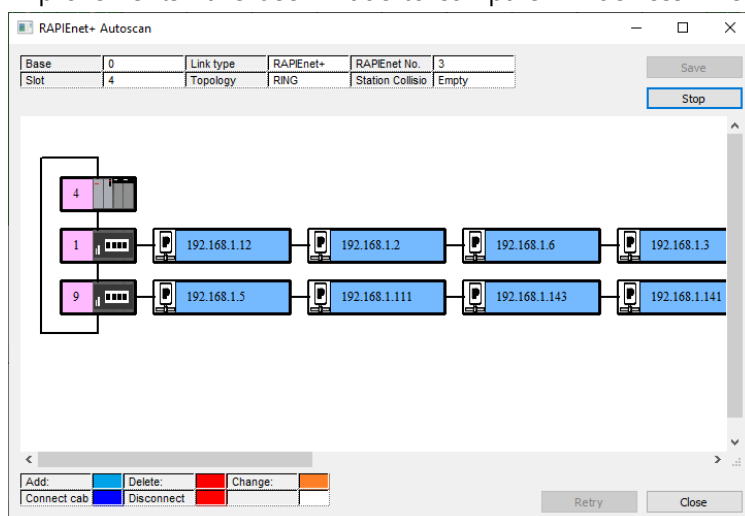 RAPIEnet+ Autoscan
Base 0 Link type RAPIEnet+ RAPIEnet No. 3
Slot 4 Topology RING Station Collisio Empty
Save
Stop
4
1 192.168.1.12 192.168.1.2 192.168.1.6 192.168.1.3
9 192.168.1.5 192.168.1.111 192.168.1.143 192.168.1.141
Add: Delete: Change:
Connect cab Disconnect
Retry Close